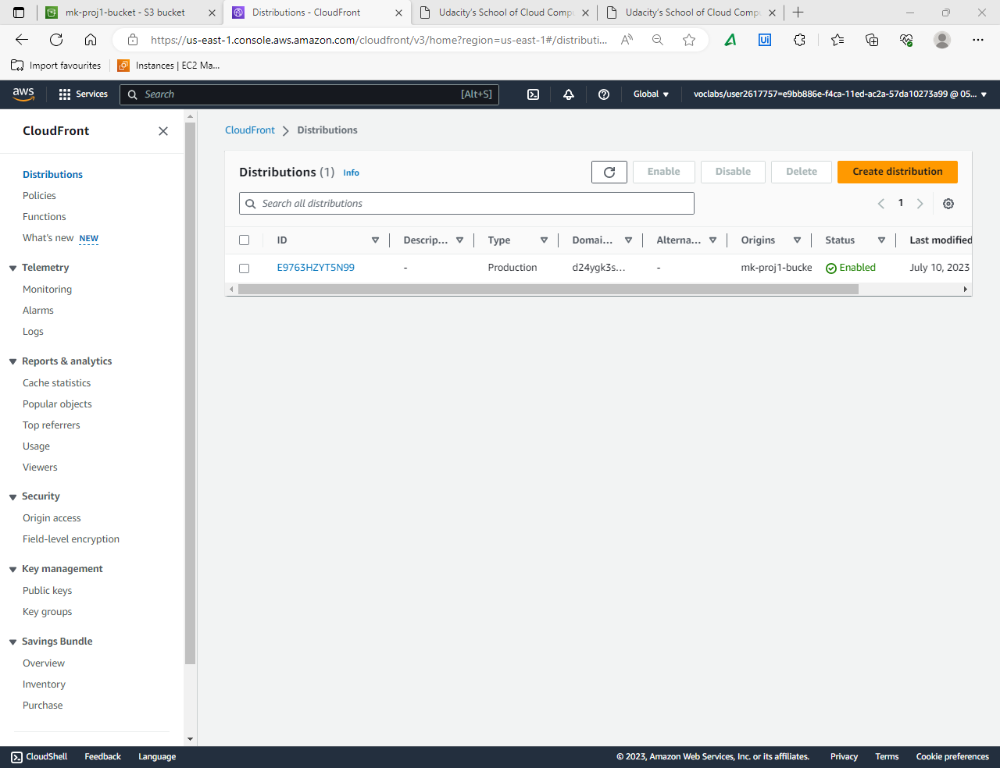 mk-proj1-bucket - S3 bucket
Distributions - CloudFront
Udacity's School of Cloud Compu
Udacity's School of Cloud Compu
https://us-east-1.console.aws.amazon.com/cloudfront/v3/home?region=us-east-1#/distributi...
Import favourites
Instances | EC2 Ma...
aws
Services
Search
[Alt+S]
Global
voclabs/user2617757=e9bb886e-f4ca-11ed-ac2a-57da10273a99 @ 05...
CloudFront
Distributions
Policies
Functions
What's new NEW
Telemetry
Monitoring
Alarms
Logs
Reports & analytics
Cache statistics
Popular objects
Top referrers
Usage
Viewers
Security
Origin access
Field-level encryption
Key management
Public keys
Key groups
Savings Bundle
Overview
Inventory
Purchase
CloudFront > Distributions
Distributions (1) Info
Enable
Disable
Delete
Create distribution
Search all distributions
1
ID Descrip... Type Domai... Alterna... Origins Status Last modified
E9763HZYT5N99 - Production d24ygk3s... - mk-proj1-bucke Enabled July 10, 2023
CloudShell Feedback Language
© 2023, Amazon Web Services, Inc. or its affiliates. Privacy Terms Cookie preferences